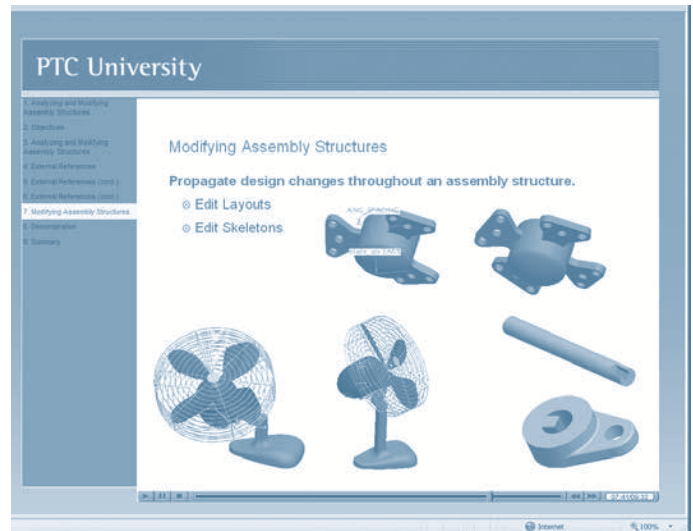 PTC University
1. Analyzing and Modifying
Assembly Structures
2. Objectives
3. Analyzing and Modifying
Assembly Structures
4. External References
5. External References (cont.)
6. External References (cont.)
7. Modifying Assembly Structures
8. Demonstration
9. Summary
Modifying Assembly Structures
Propagate design changes throughout an assembly structure.
Edit Layouts
Edit Skeletons
Internet
100%